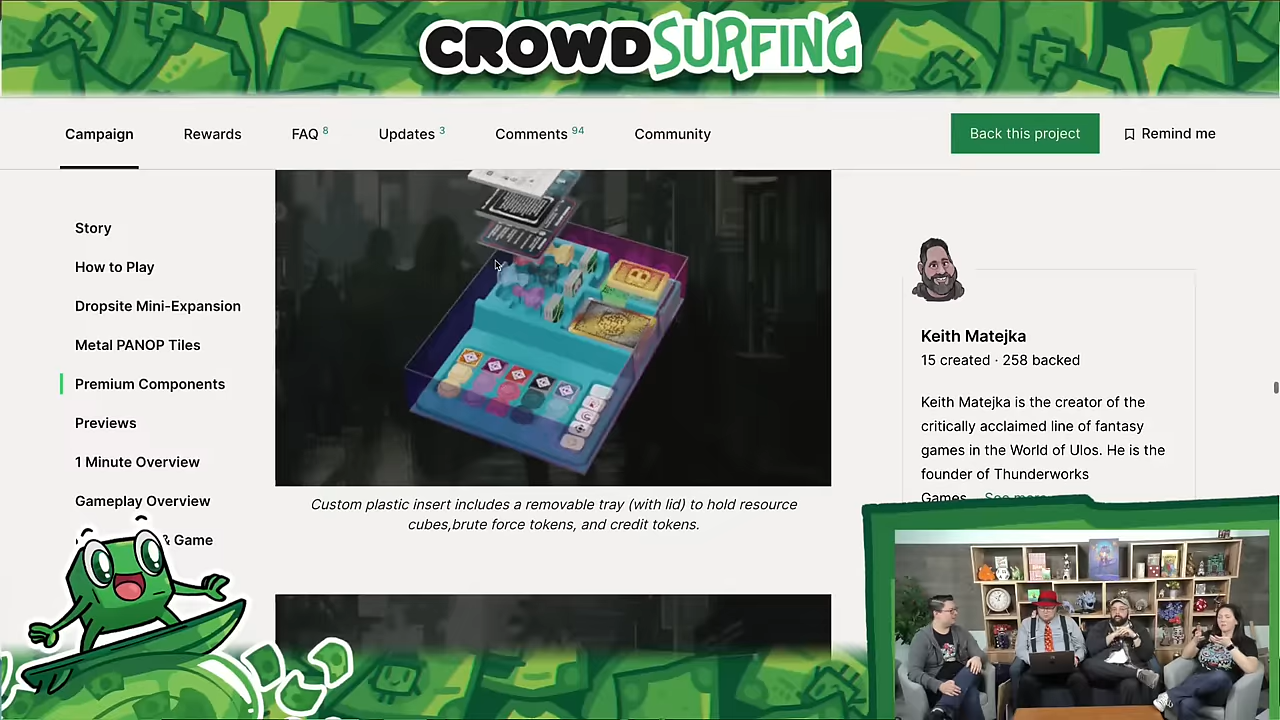 CROWDSURFING
Campaign
Rewards
FAQ 8
Updates 3
Comments 94
Community
Back this project
Remind me
Story
How to Play
Dropsite Mini-Expansion
Metal PANOP Tiles
Premium Components
Previews
1 Minute Overview
Gameplay Overview
& Game
Custom plastic insert includes a removable tray (with lid) to hold resource
cubes,brute force tokens, and credit tokens.
Keith Matejka
15 created · 258 backed
Keith Matejka is the creator of the
critically acclaimed line of fantasy
games in the World of Ulos. He is the
founder of Thunderworks
Games... See more